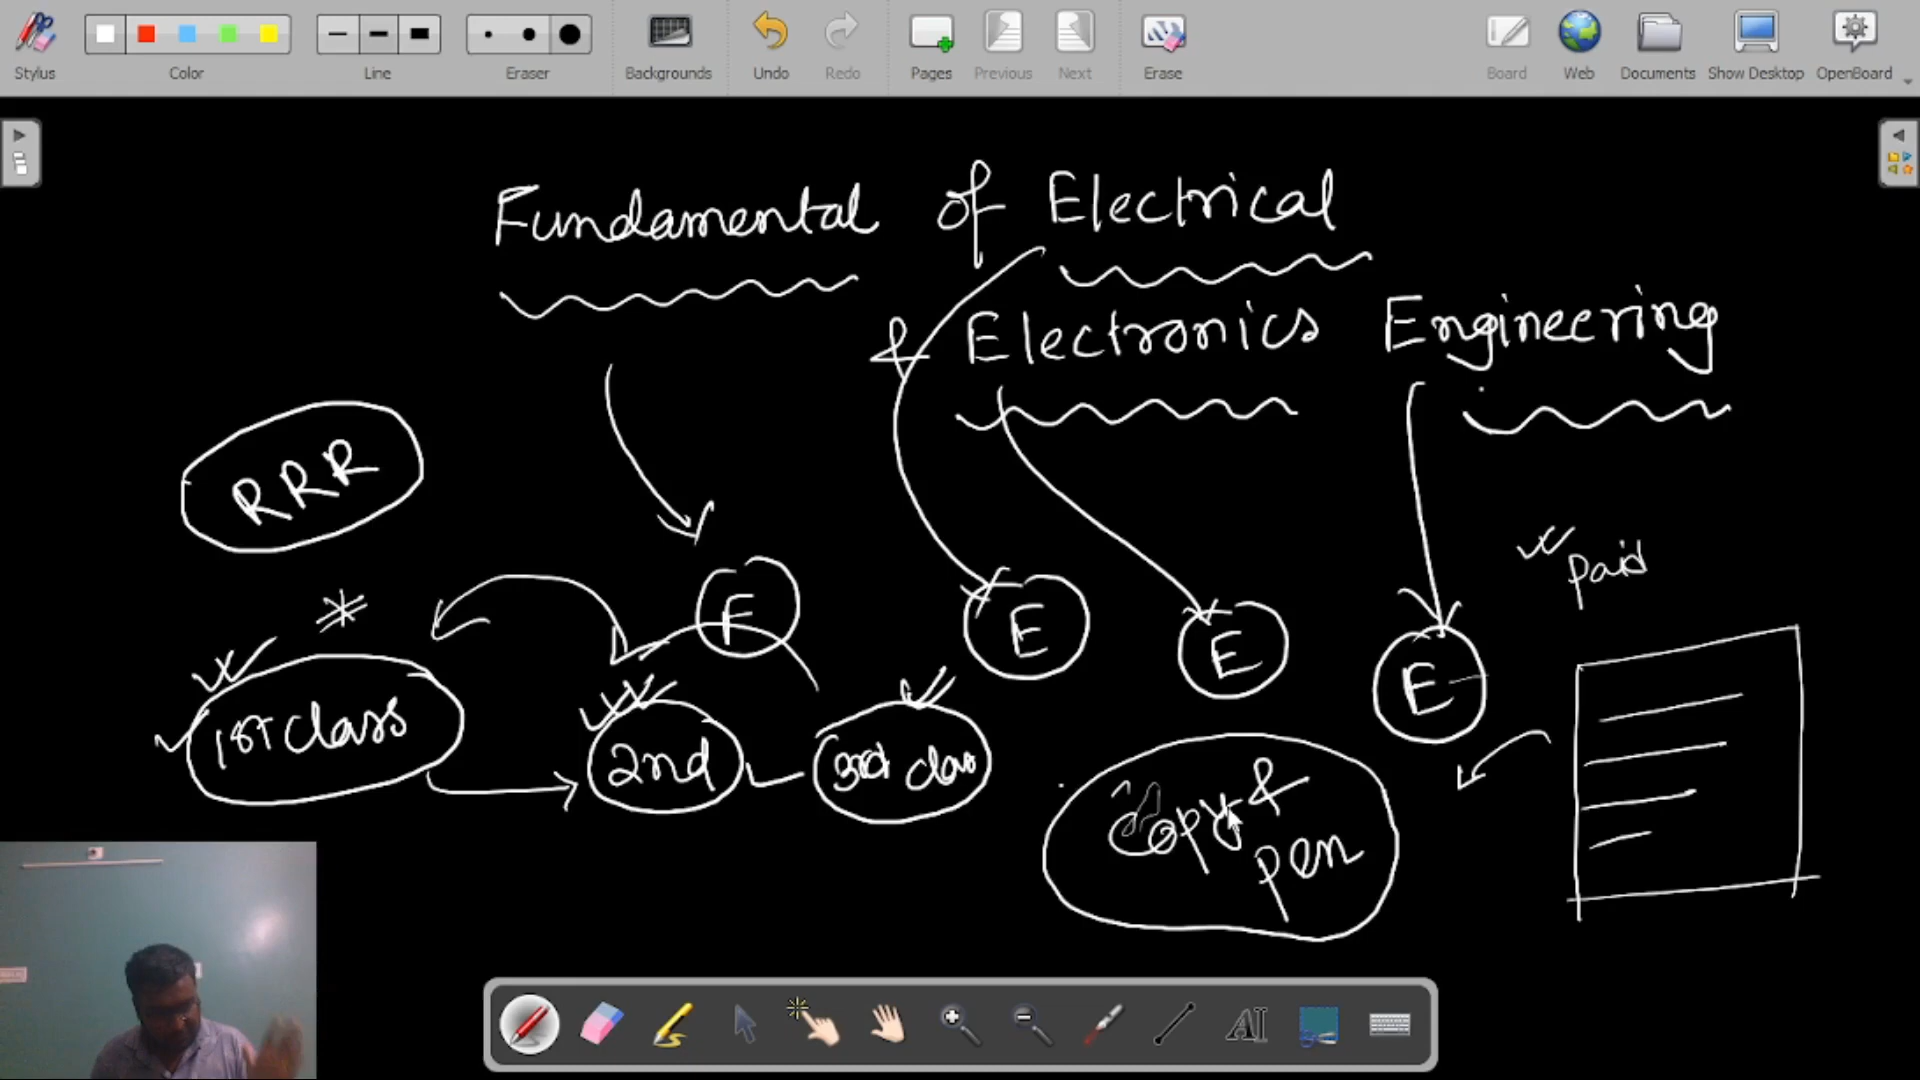 Stylus
Color
Line
Eraser
Backgrounds
Undo
Redo
Pages
Previous
Next
Erase
Board
Web
Documents
Show Desktop
OpenBoard
Fundamental of Electrical
& Electronics Engineering
RRR
paid
F
E
E
E
1st class
2nd
3rd class
Copy &
pen